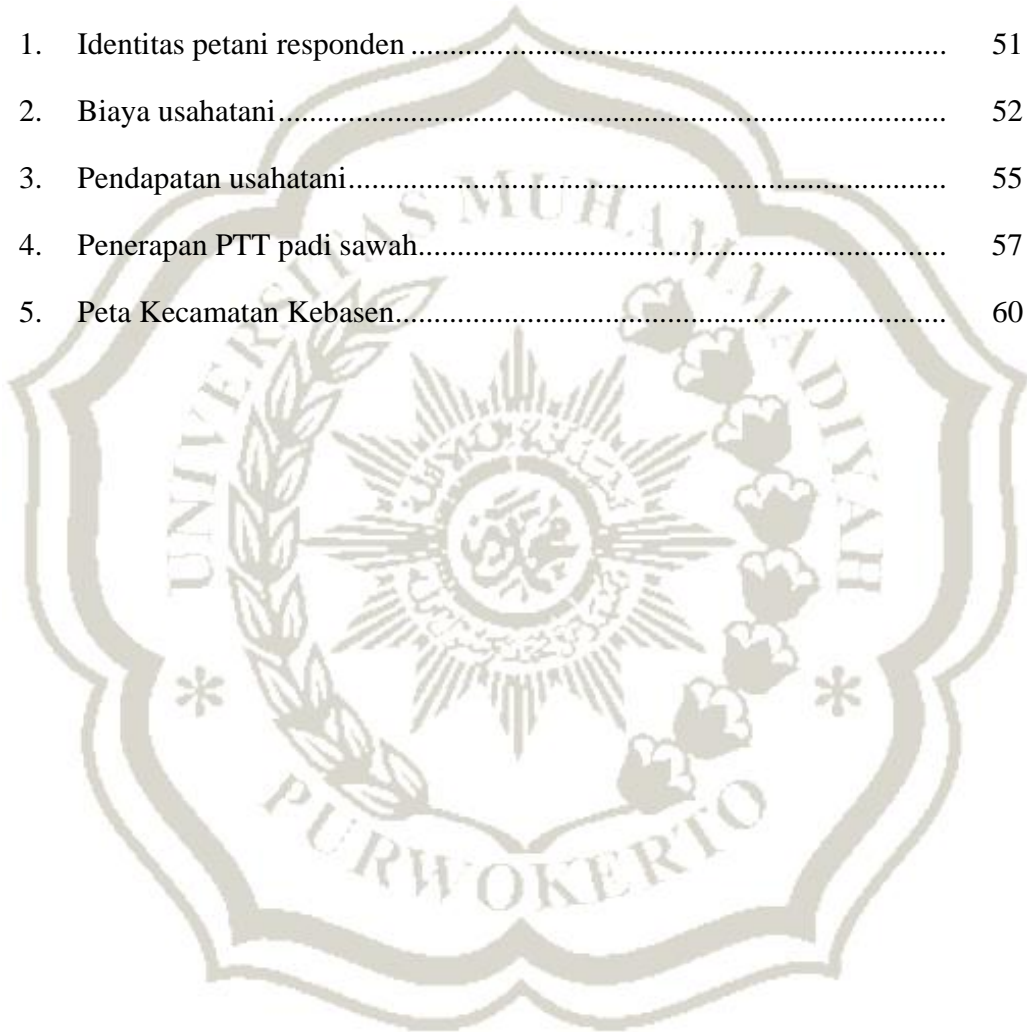 1. Identitas petani responden ........................................................................ 51
2. Biaya usahatani ........................................................................ 52
3. Pendapatan usahatani ........................................................................ 55
4. Penerapan PTT padi sawah ........................................................................ 57
5. Peta Kecamatan Kebasen ........................................................................ 60
UNIVERSITAS MUHAMMADIYAH
* *
PURWOKERTO